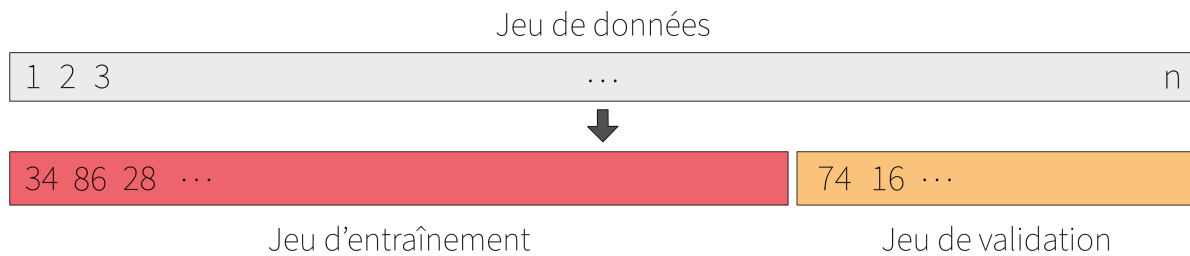 Jeu de données
1 2 3 ... n
34 86 28 ... 74 16 ...
Jeu d’entraînement Jeu de validation